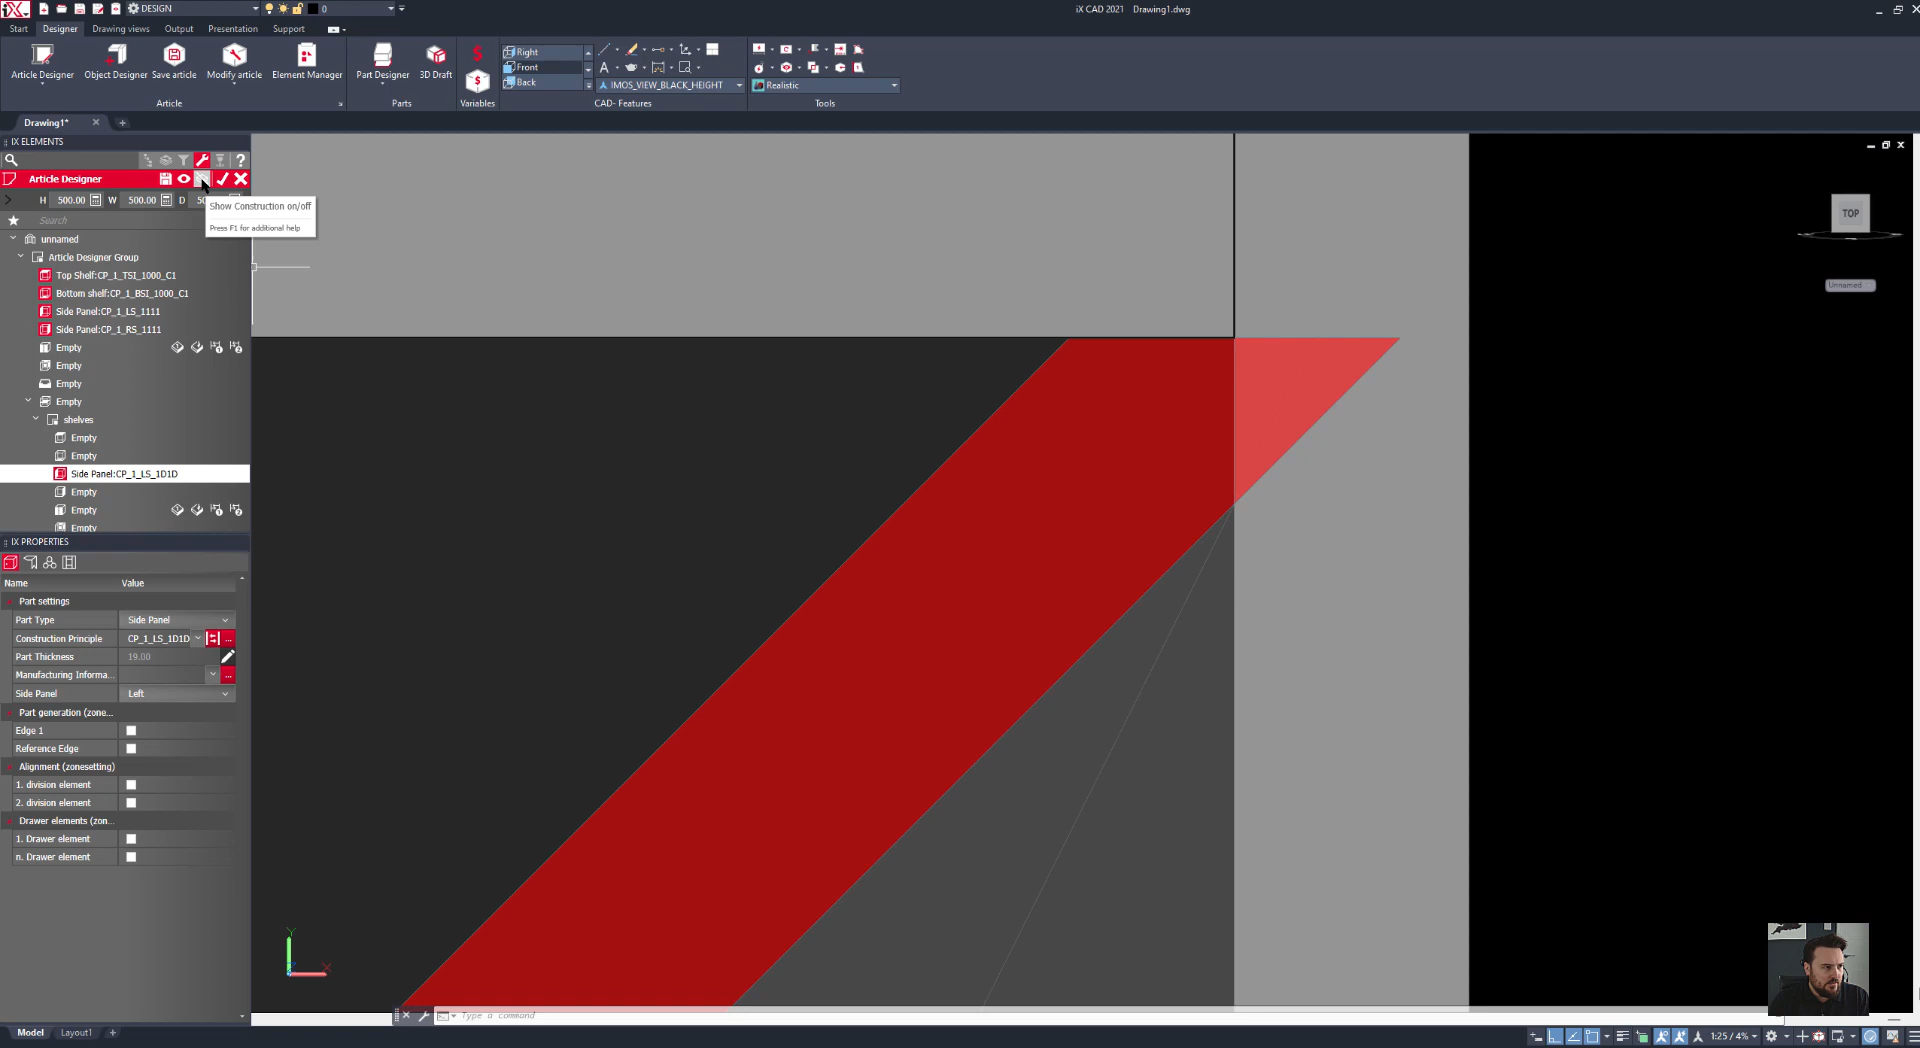 iX
DESIGN
0
iX CAD 2021 Drawing1.dwg
Start
Designer
Drawing views
Output
Presentation
Support
Article Designer
Object Designer
Save article
Modify article
Element Manager
Part Designer
3D Draft
Right
Front
Back
IMOS_VIEW_BLACK_HEIGHT
Realistic
Article
Parts
Variables
CAD- Features
Tools
Drawing1*
IX ELEMENTS
Article Designer
H 500.00 W 500.00 D 50
Show Construction on/off
Press F1 for additional help
Search
unnamed
Article Designer Group
Top Shelf:CP_1_TSI_1000_C1
Bottom shelf:CP_1_BSI_1000_C1
Side Panel:CP_1_LS_1111
Side Panel:CP_1_RS_1111
Empty
Empty
Empty
Empty
shelves
Empty
Empty
Side Panel:CP_1_LS_1D1D
Empty
Empty
Empty
IX PROPERTIES
Name Value
Part settings
Part Type Side Panel
Construction Principle CP_1_LS_1D1D ...
Part Thickness 19.00
Manufacturing Informa... ...
Side Panel Left
Part generation (zone...
Edge 1
Reference Edge
Alignment (zonesetting)
1. division element
2. division element
Drawer elements (zon...
1. Drawer element
n. Drawer element
TOP
Unnamed
Y
X
Type a command
Model
Layout1
1:25 / 4%